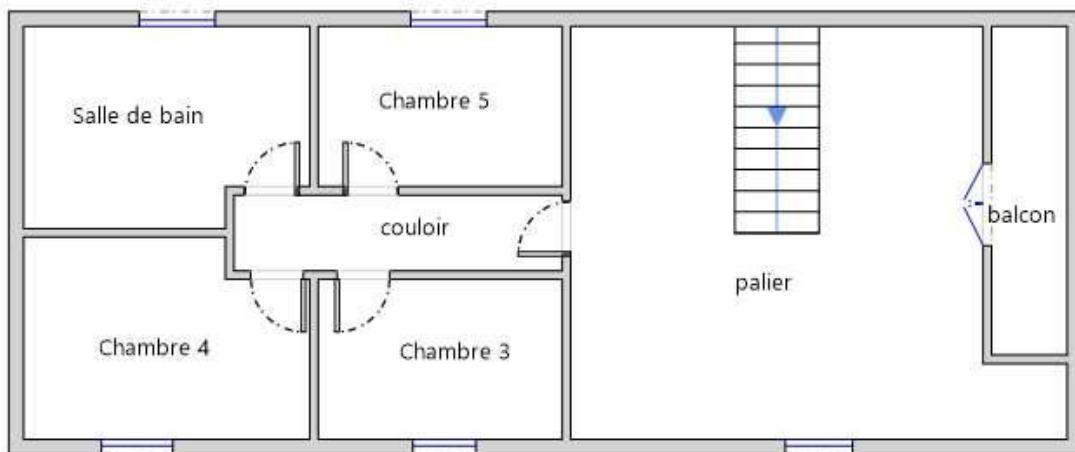 Salle de bain
Chambre 5
couloir
balcon
palier
Chambre 4
Chambre 3